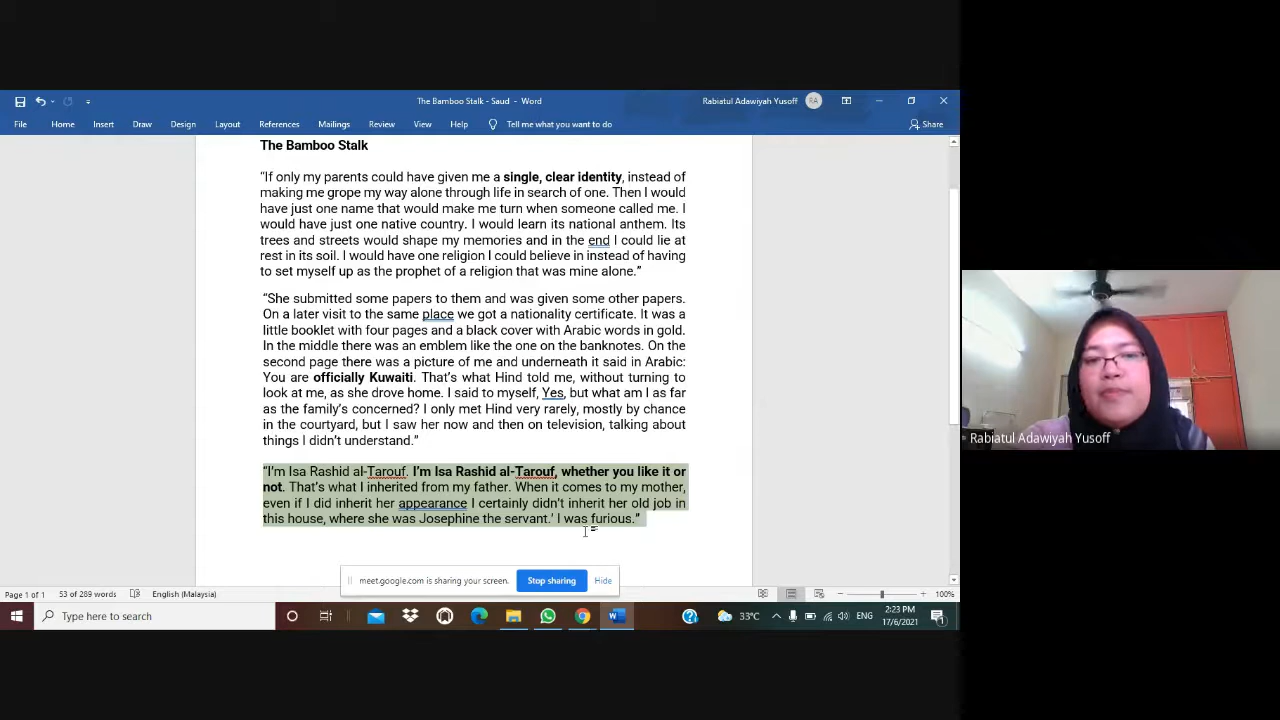 The Bamboo Stalk - Saud - Word
Rabiatul Adawiyah Yusoff RA
File Home Insert Draw Design Layout References Mailings Review View Help Tell me what you want to do Share
The Bamboo Stalk
“If only my parents could have given me a single, clear identity, instead of
making me grope my way alone through life in search of one. Then I would
have just one name that would make me turn when someone called me. I
would have just one native country. I would learn its national anthem. Its
trees and streets would shape my memories and in the end I could lie at
rest in its soil. I would have one religion I could believe in instead of having
to set myself up as the prophet of a religion that was mine alone.”
“She submitted some papers to them and was given some other papers.
On a later visit to the same place we got a nationality certificate. It was a
little booklet with four pages and a black cover with Arabic words in gold.
In the middle there was an emblem like the one on the banknotes. On the
second page there was a picture of me and underneath it said in Arabic:
You are officially Kuwaiti. That’s what Hind told me, without turning to
look at me, as she drove home. I said to myself, Yes, but what am I as far
as the family’s concerned? I only met Hind very rarely, mostly by chance
in the courtyard, but I saw her now and then on television, talking about
things I didn’t understand.”
“I’m Isa Rashid al-Tarouf. I’m Isa Rashid al-Tarouf, whether you like it or
not. That’s what I inherited from my father. When it comes to my mother,
even if I did inherit her appearance I certainly didn’t inherit her old job in
this house, where she was Josephine the servant.’ I was furious.”
Rabiatul Adawiyah Yusoff
meet.google.com is sharing your screen. Stop sharing Hide
Page 1 of 1 53 of 289 words English (Malaysia) 100%
Type here to search 33°C ENG 2:23 PM
17/6/2021